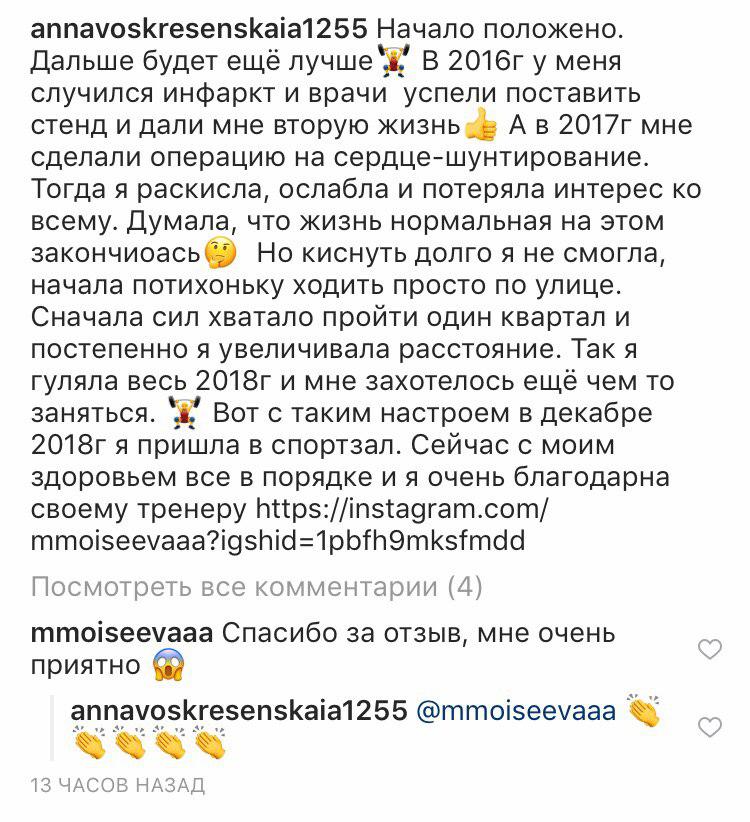 annavoskresenskaia1255 Начало положено.
Дальше будет ещё лучше🏋️ В 2016г у меня
случился инфаркт и врачи успели поставить
стенд и дали мне вторую жизнь👍 А в 2017г мне
сделали операцию на сердце-шунтирование.
Тогда я раскисла, ослабла и потеряла интерес ко
всему. Думала, что жизнь нормальная на этом
закончиоась🤔 Но киснуть долго я не смогла,
начала потихоньку ходить просто по улице.
Сначала сил хватало пройти один квартал и
постепенно я увеличивала расстояние. Так я
гуляла весь 2018г и мне захотелось ещё чем то
заняться. 🏋️ Вот с таким настроем в декабре
2018г я пришла в спортзал. Сейчас с моим
здоровьем все в порядке и я очень благодарна
своему тренеру https://instagram.com/
mmoiseevaaa?igshid=1pbfh9mksfmdd
Посмотреть все комментарии (4)
mmoiseevaaa Спасибо за отзыв, мне очень
приятно 😱
annavoskresenskaia1255 @mmoiseevaaa 👏
👏👏👏👏
13 ЧАСОВ НАЗАД